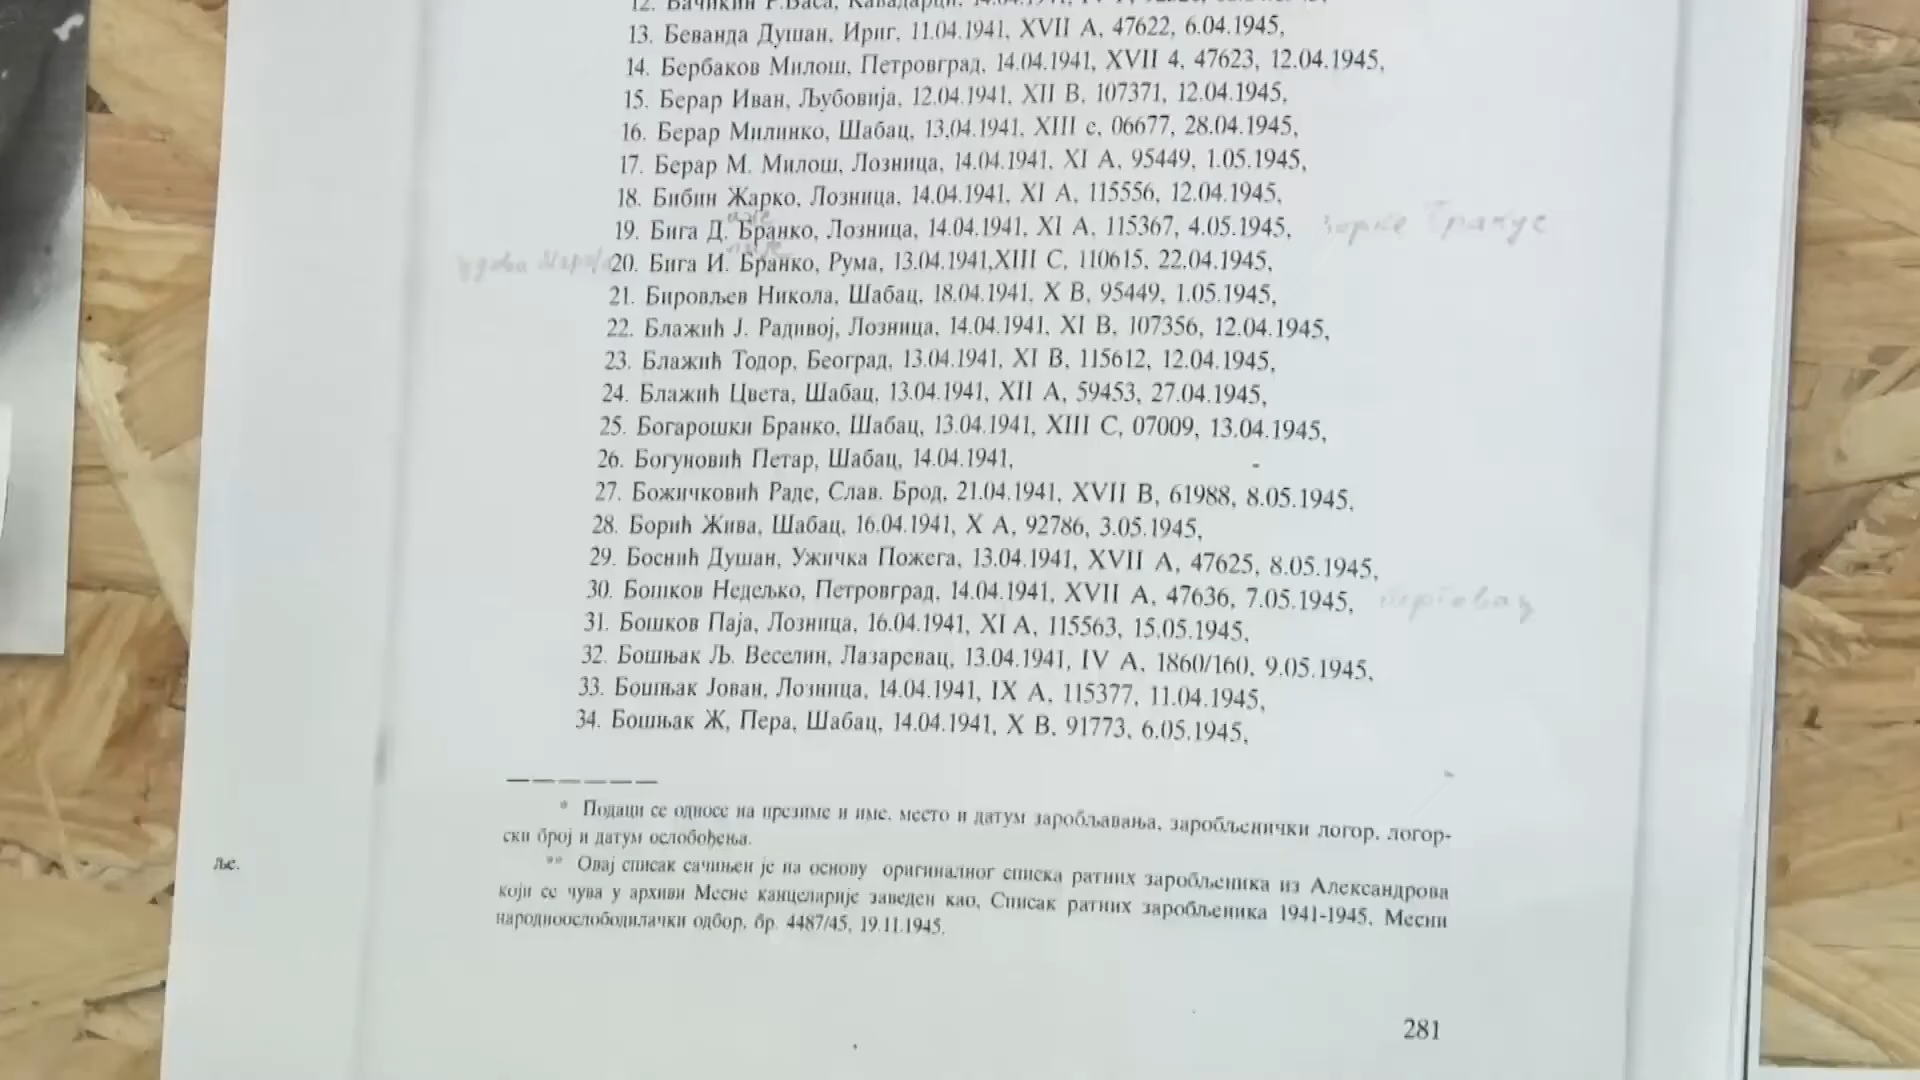 13. Беванда Душан, Ириг, 11.04.1941, XVII A, 47622, 6.04.1945,
14. Бербаков Милош, Петровград, 14.04.1941, XVII 4, 47623, 12.04.1945,
15. Берар Иван, Љубовија, 12.04.1941, XII B, 107371, 12.04.1945,
16. Берар Милинко, Шабац, 13.04.1941, XIII c, 06677, 28.04.1945,
17. Берар М. Милош, Лозница, 14.04.1941, XI A, 95449, 1.05.1945,
18. Бибин Жарко, Лозница, 14.04.1941, XI A, 115556, 12.04.1945,
19. Бига Д. Бранко, Лозница, 14.04.1941, XI A, 115367, 4.05.1945,
20. Бига И. Бранко, Рума, 13.04.1941,XIII C, 110615, 22.04.1945,
21. Бировљев Никола, Шабац, 18.04.1941, X B, 95449, 1.05.1945,
22. Блажић Ј. Радивој, Лозница, 14.04.1941, XI B, 107356, 12.04.1945,
23. Блажић Тодор, Београд, 13.04.1941, XI B, 115612, 12.04.1945,
24. Блажић Цвета, Шабац, 13.04.1941, XII A, 59453, 27.04.1945,
25. Богарошки Бранко, Шабац, 13.04.1941, XIII C, 07009, 13.04.1945,
26. Богуновић Петар, Шабац, 14.04.1941,
27. Божичковић Раде, Слав. Брод, 21.04.1941, XVII B, 61988, 8.05.1945,
28. Борић Жива, Шабац, 16.04.1941, X A, 92786, 3.05.1945,
29. Боснић Душан, Ужичка Пожега, 13.04.1941, XVII A, 47625, 8.05.1945,
30. Бошков Недељко, Петровград, 14.04.1941, XVII A, 47636, 7.05.1945,
31. Бошков Паја, Лозница, 16.04.1941, XI A, 115563, 15.05.1945,
32. Бошњак Љ. Веселин, Лазаревац, 13.04.1941, IV A, 1860/160, 9.05.1945,
33. Бошњак Јован, Лозница, 14.04.1941, IX A, 115377, 11.04.1945,
34. Бошњак Ж, Пера, Шабац, 14.04.1941, X B, 91773, 6.05.1945,
* Подаци се односе на презиме и име, место и датум заробљавања, заробљенички логор, логор-
ски број и датум ослобођења.
** Овај списак сачињен је на основу оригиналног списка ратних заробљеника из Александрова
који се чува у архиви Месне канцеларије заведен као, Списак ратних заробљеника 1941-1945, Месни
народноослободилачки одбор, бр. 4487/45, 19.11.1945.
ље.
281